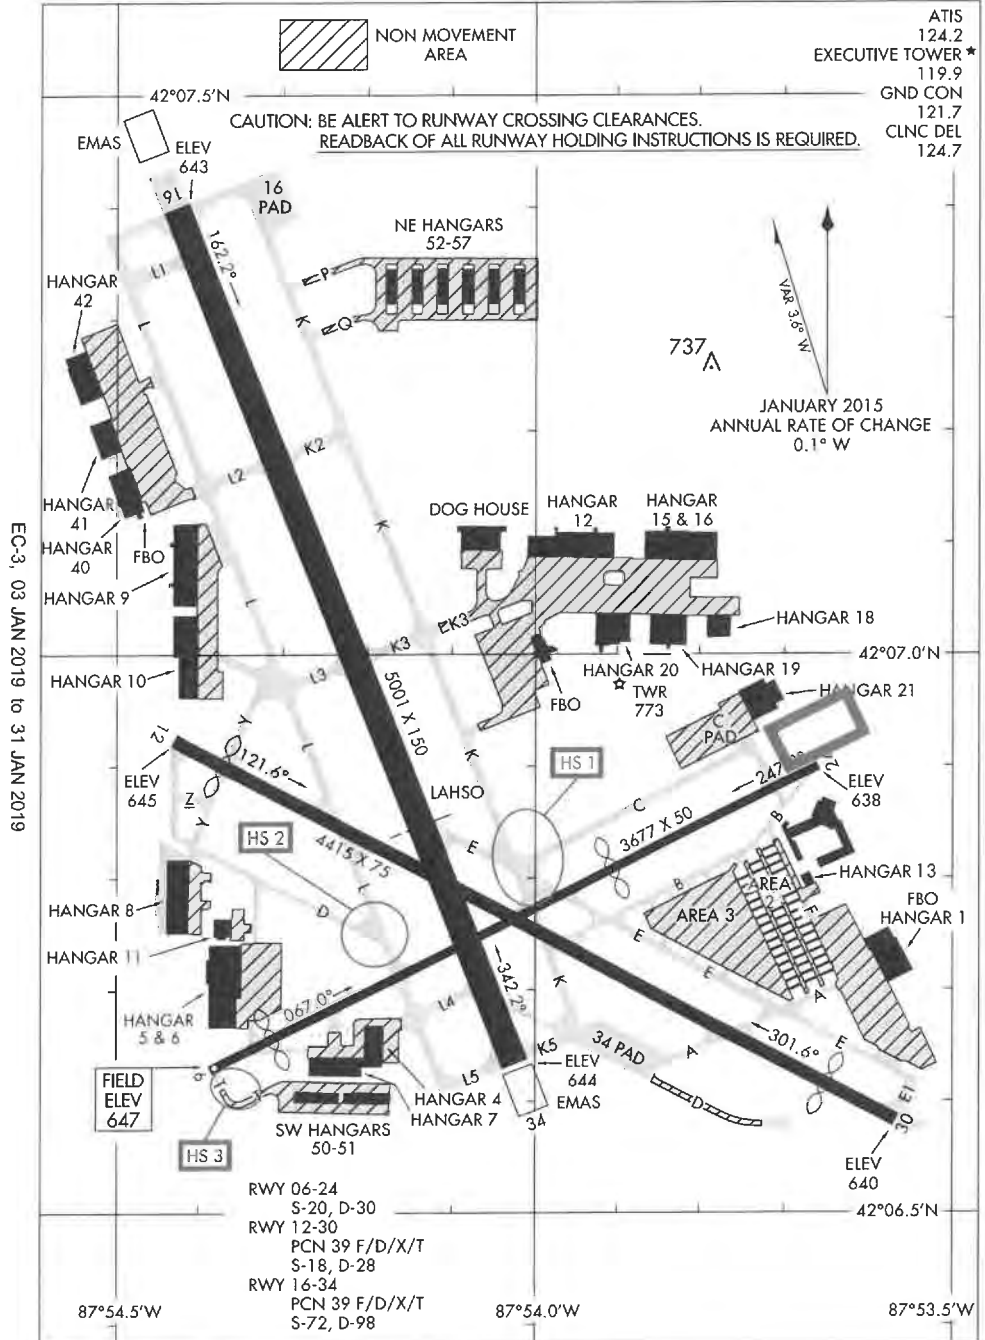 NON MOVEMENT
AREA
ATIS
124.2
EXECUTIVE TOWER★
119.9
GND CON
121.7
CLNC DEL
124.7
42°07.5'N
CAUTION: BE ALERT TO RUNWAY CROSSING CLEARANCES.
READBACK OF ALL RUNWAY HOLDING INSTRUCTIONS IS REQUIRED.
EMAS
ELEV
643
16
16
PAD
162.2°
NE HANGARS
52-57
L1
P
K
Q
HANGAR
42
L
737
VAR 3.6° W
JANUARY 2015
ANNUAL RATE OF CHANGE
0.1° W
K2
L2
HANGAR
41
HANGAR
40
FBO
K
DOG HOUSE
HANGAR
12
HANGAR
15 & 16
HANGAR 9
L
K3
K3
HANGAR 18
42°07.0'N
HANGAR 10
L3
5001 X 150
HANGAR 20
HANGAR 19
FBO
TWR
773
HANGAR 21
C
PAD
12
Y
L
K
121.6°
ELEV
645
HS 1
ELEV
638
LAHSO
Z
Y
C
3677 X 50
B
HS 2
4415 X 75
E
L
HANGAR 13
HANGAR 8
D
B
AREA
2
AREA 3
F
FBO
HANGAR 1
E
HANGAR 11
E
K
342.2°
A
HANGAR
5 & 6
067.0°
L4
301.6°
E
K5
34 PAD
A
6
L5
ELEV
644
E1
FIELD
ELEV
647
HANGAR 4
HANGAR 7
EMAS
D
34
30
SW HANGARS
50-51
HS 3
ELEV
640
RWY 06-24
S-20, D-30
RWY 12-30
PCN 39 F/D/X/T
S-18, D-28
RWY 16-34
PCN 39 F/D/X/T
S-72, D-98
42°06.5'N
87°54.5'W
87°54.0'W
87°53.5'W
EC-3, 03 JAN 2019 to 31 JAN 2019